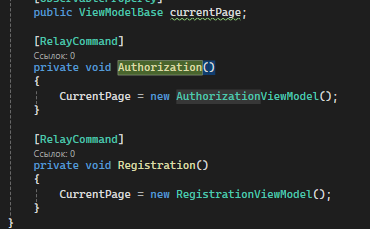 [ObservableProperty]
public ViewModelBase currentPage;
[RelayCommand]
Ссылок: 0
private void Authorization()
{
CurrentPage = new AuthorizationViewModel();
}
[RelayCommand]
Ссылок: 0
private void Registration()
{
CurrentPage = new RegistrationViewModel();
}
}